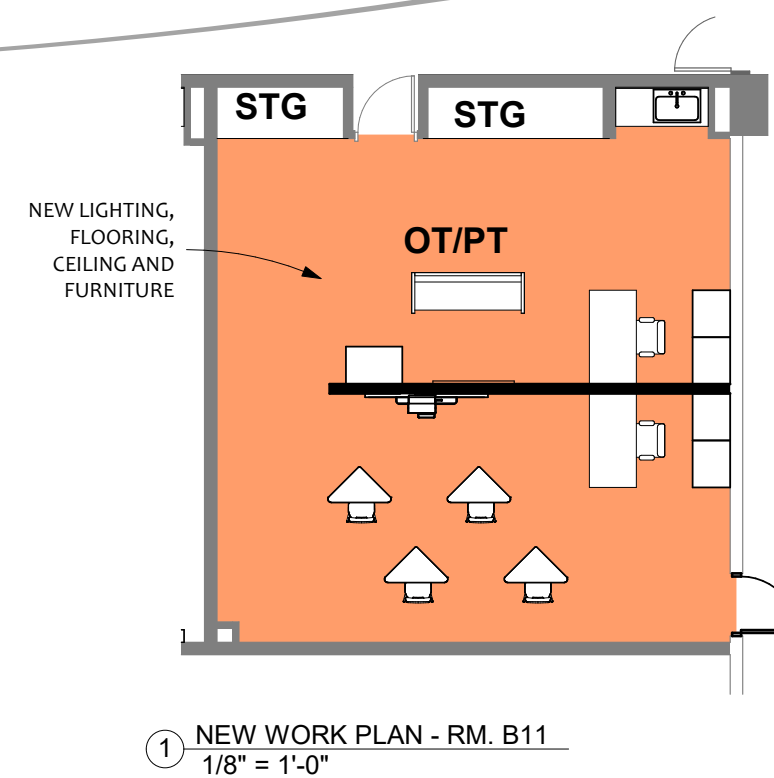 STG
STG
NEW LIGHTING,
FLOORING,
CEILING AND
FURNITURE
OT/PT
1
NEW WORK PLAN - RM. B11
1/8" = 1'-0"